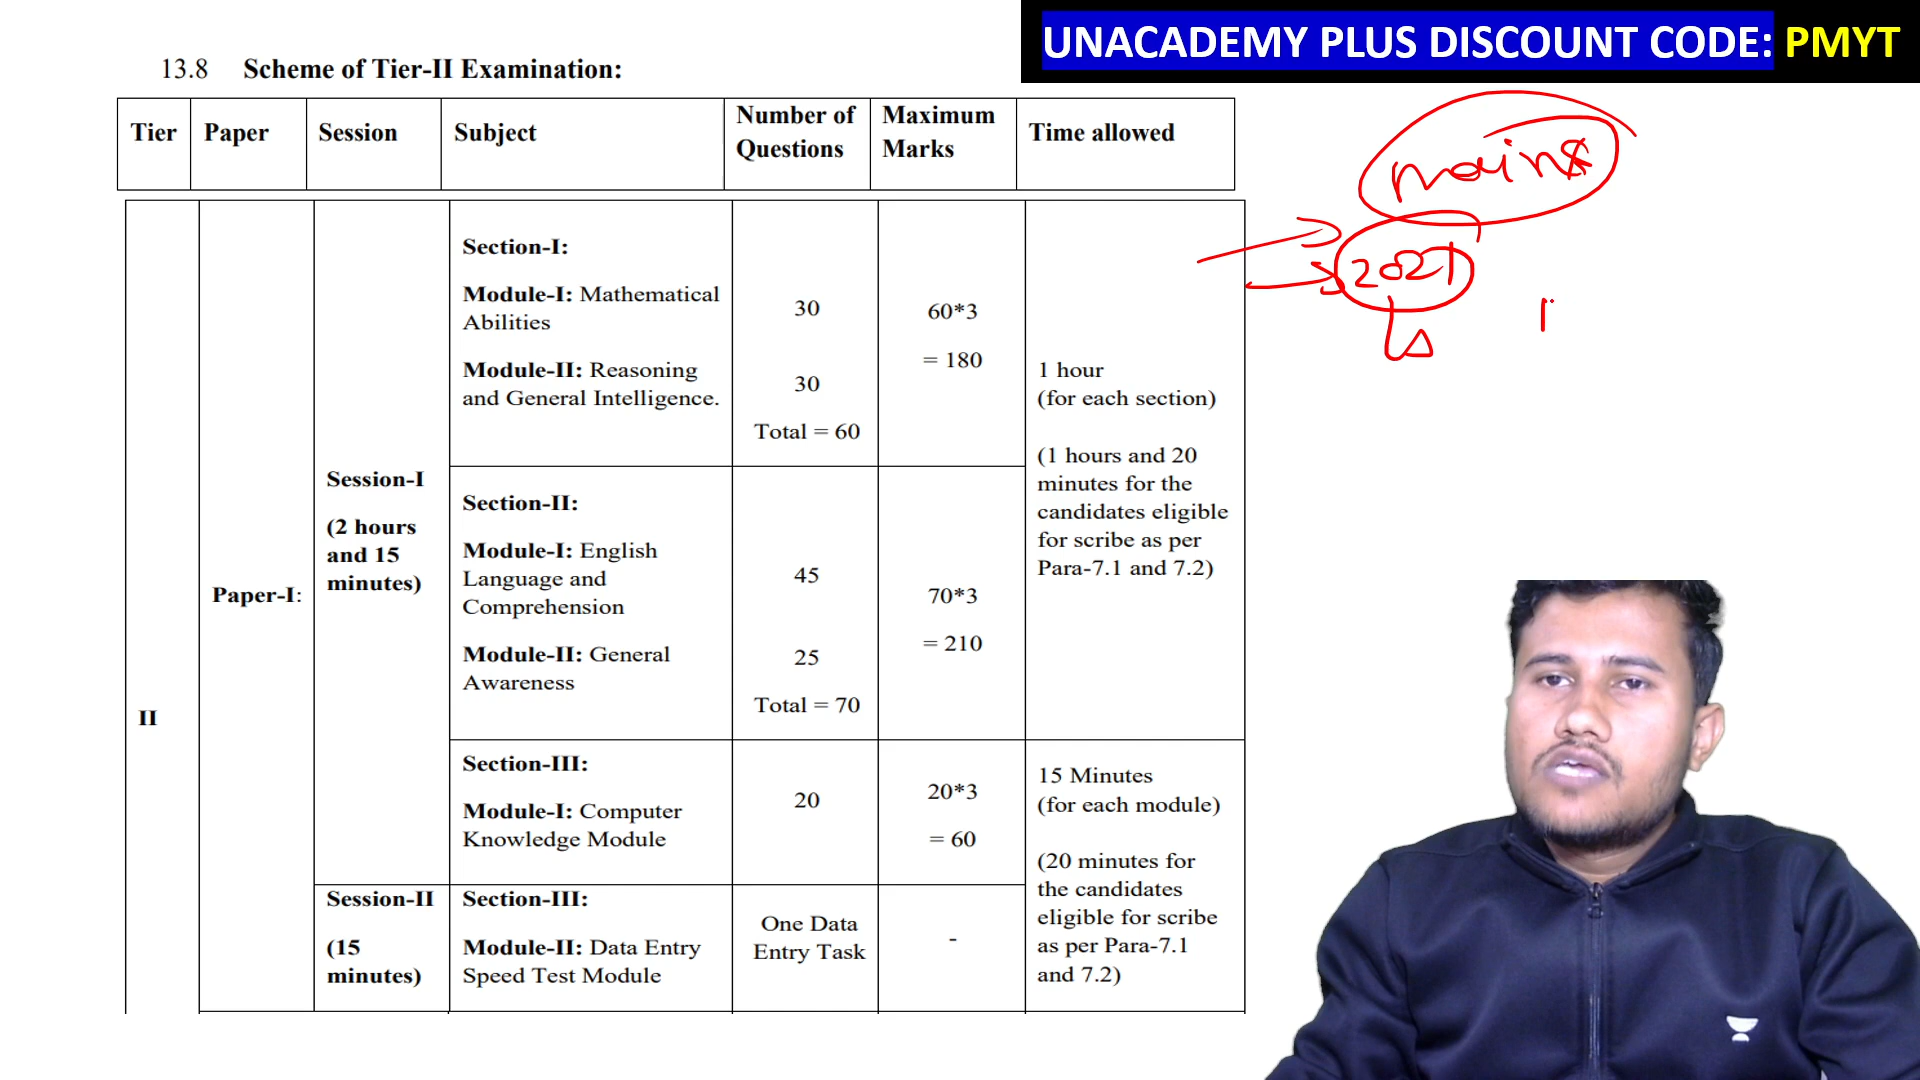 UNACADEMY PLUS DISCOUNT CODE: PMYT
13.8 Scheme of Tier-II Examination:
Tier
Paper
Session
Subject
Number of
Questions
Maximum
Marks
Time allowed
II
Paper-I:
Session-I
(2 hours
and 15
minutes)
Section-I:
Module-I: Mathematical
Abilities
Module-II: Reasoning
and General Intelligence.
30
30
Total = 60
60*3
= 180
1 hour
(for each section)
(1 hours and 20
minutes for the
candidates eligible
for scribe as per
Para-7.1 and 7.2)
Section-II:
Module-I: English
Language and
Comprehension
Module-II: General
Awareness
45
25
Total = 70
70*3
= 210
Section-III:
Module-I: Computer
Knowledge Module
20
20*3
= 60
15 Minutes
(for each module)
(20 minutes for
the candidates
eligible for scribe
as per Para-7.1
and 7.2)
Session-II
(15
minutes)
Section-III:
Module-II: Data Entry
Speed Test Module
One Data
Entry Task
-
mains
2021